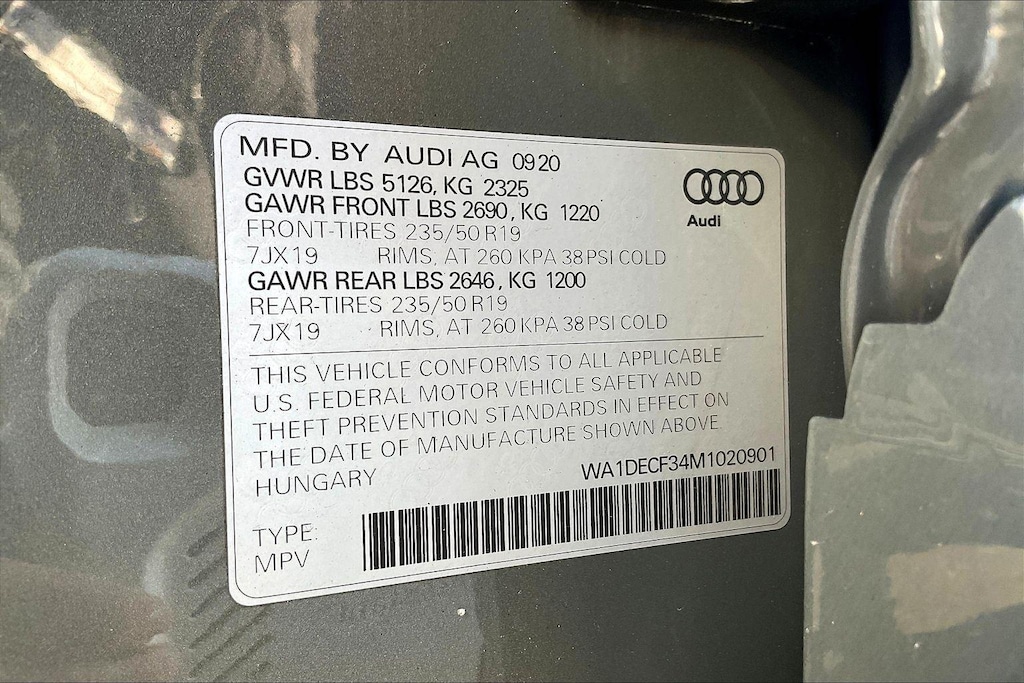 MFD. BY AUDI AG 0920
GVWR LBS 5126, KG 2325
GAWR FRONT LBS 2690, KG 1220
FRONT-TIRES 235/50 R19
7JX19 RIMS, AT 260 KPA 38 PSI COLD
GAWR REAR LBS 2646, KG 1200
REAR-TIRES 235/50 R19
7JX19 RIMS, AT 260 KPA 38 PSI COLD
Audi
THIS VEHICLE CONFORMS TO ALL APPLICABLE
U.S. FEDERAL MOTOR VEHICLE SAFETY AND
THEFT PREVENTION STANDARDS IN EFFECT ON
THE DATE OF MANUFACTURE SHOWN ABOVE.
HUNGARY WA1DECF34M1020901
TYPE:
MPV